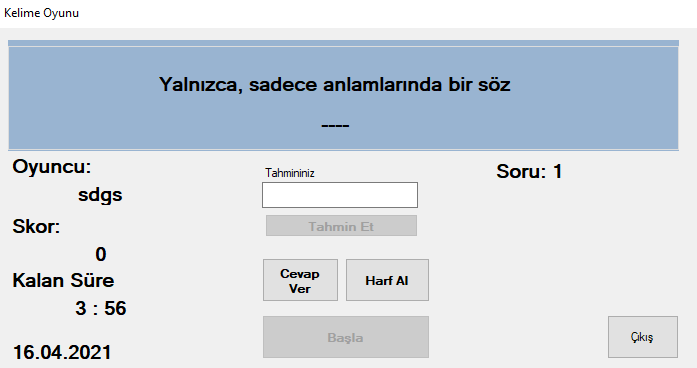 Kelime Oyunu
Yalnızca, sadece anlamlarında bir söz
----
Oyuncu:
sdgs
Skor:
0
Kalan Süre
3 : 56
16.04.2021
Tahmininiz
Tahmin Et
Cevap
Ver
Harf Al
Başla
Soru: 1
Çıkış